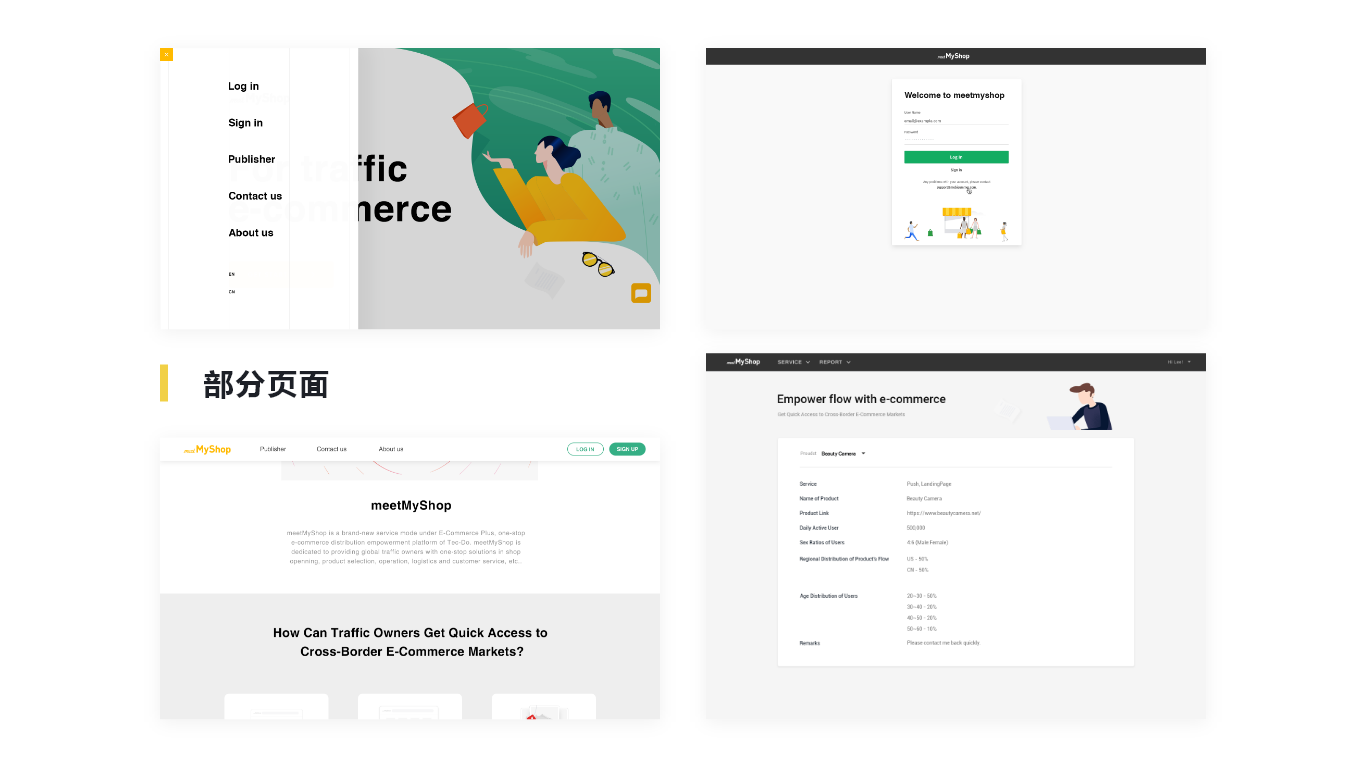 Log in
Sign in
Publisher
Contact us
About us
EN
CN
For traffic
e-commerce
meetMyShop
Welcome to meetmyshop
User Name
email@example.com
Password
Log in
Sign in
部分页面
meetMyShop
Publisher
Contact us
About us
LOG IN
SIGN UP
meetMyShop
meetMyShop is a brand-new service mode under E-Commerce Plus, one-stop
e-commerce distribution empowerment platform of Tec-Do. meetMyShop is
dedicated to providing global traffic owners with one-stop solutions in shop
openning, product selection, operation, logistics and customer service, etc..
How Can Traffic Owners Get Quick Access to
Cross-Border E-Commerce Markets?
meetMyShop
SERVICE
REPORT
Empower flow with e-commerce
Get Quick Access to Cross-Border E-Commerce Markets
Product Beauty Camera
Service Push, LandingPage
Name of Product Beauty Camera
Product Link https://www.beautycamera.net/
Daily Active User 500,000
Sex Ratios of Users 4:6 (Male:Female)
Regional Distribution of Product's Flow US - 50%
CN - 50%
Age Distribution of Users 20~30 - 50%
30~40 - 20%
40~50 - 20%
50~60 - 10%
Remarks Please contact me back quickly